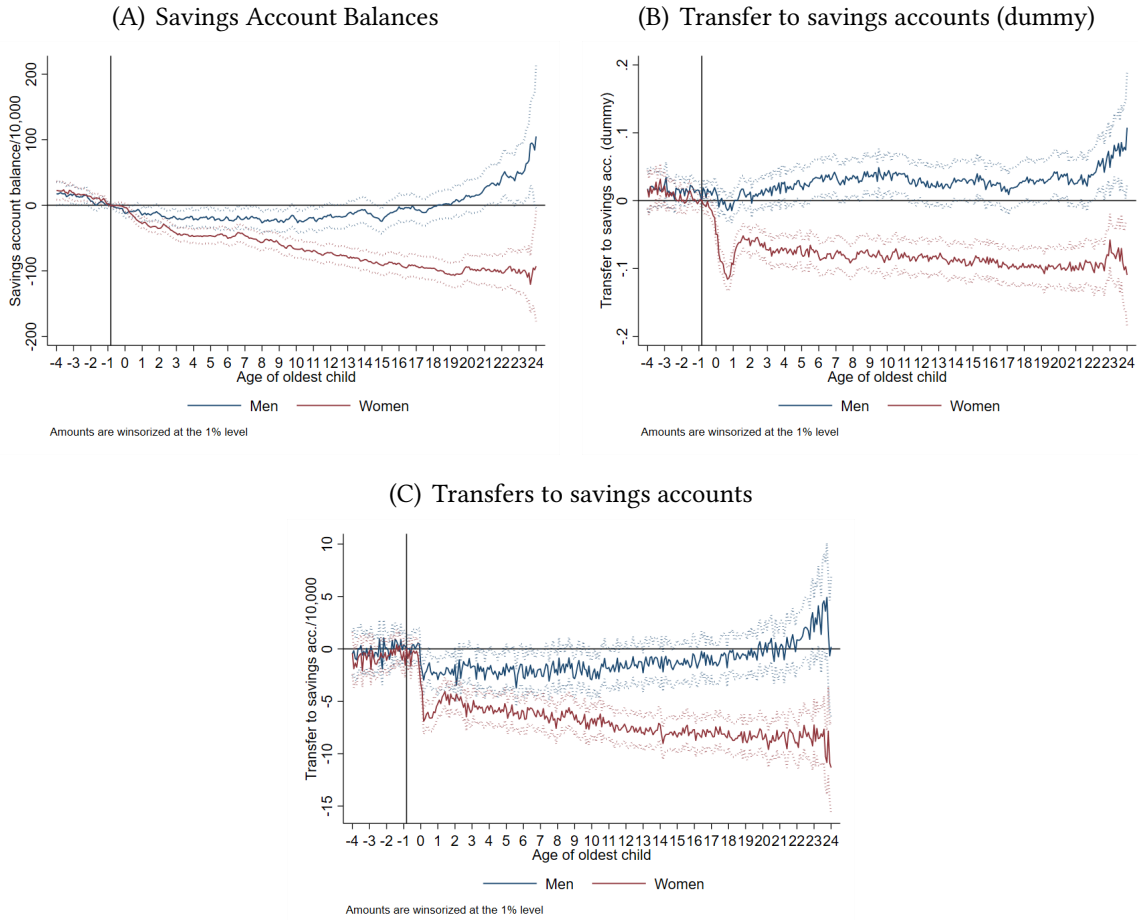 (A) Savings Account Balances
Savings account balance/10,000
200
100
0
-100
-200
-4 -3 -2 -1 0 1 2 3 4 5 6 7 8 9 10 11 12 13 14 15 16 17 18 19 20 21 22 23 24
Age of oldest child
Men Women
Amounts are winsorized at the 1% level
(B) Transfer to savings accounts (dummy)
Transfer to savings acc. (dummy)
.2
.1
0
-.1
-.2
-4 -3 -2 -1 0 1 2 3 4 5 6 7 8 9 10 11 12 13 14 15 16 17 18 19 20 21 22 23 24
Age of oldest child
Men Women
Amounts are winsorized at the 1% level
(C) Transfers to savings accounts
Transfer to savings acc./10,000
10
5
0
-5
-10
-15
-4 -3 -2 -1 0 1 2 3 4 5 6 7 8 9 10 11 12 13 14 15 16 17 18 19 20 21 22 23 24
Age of oldest child
Men Women
Amounts are winsorized at the 1% level